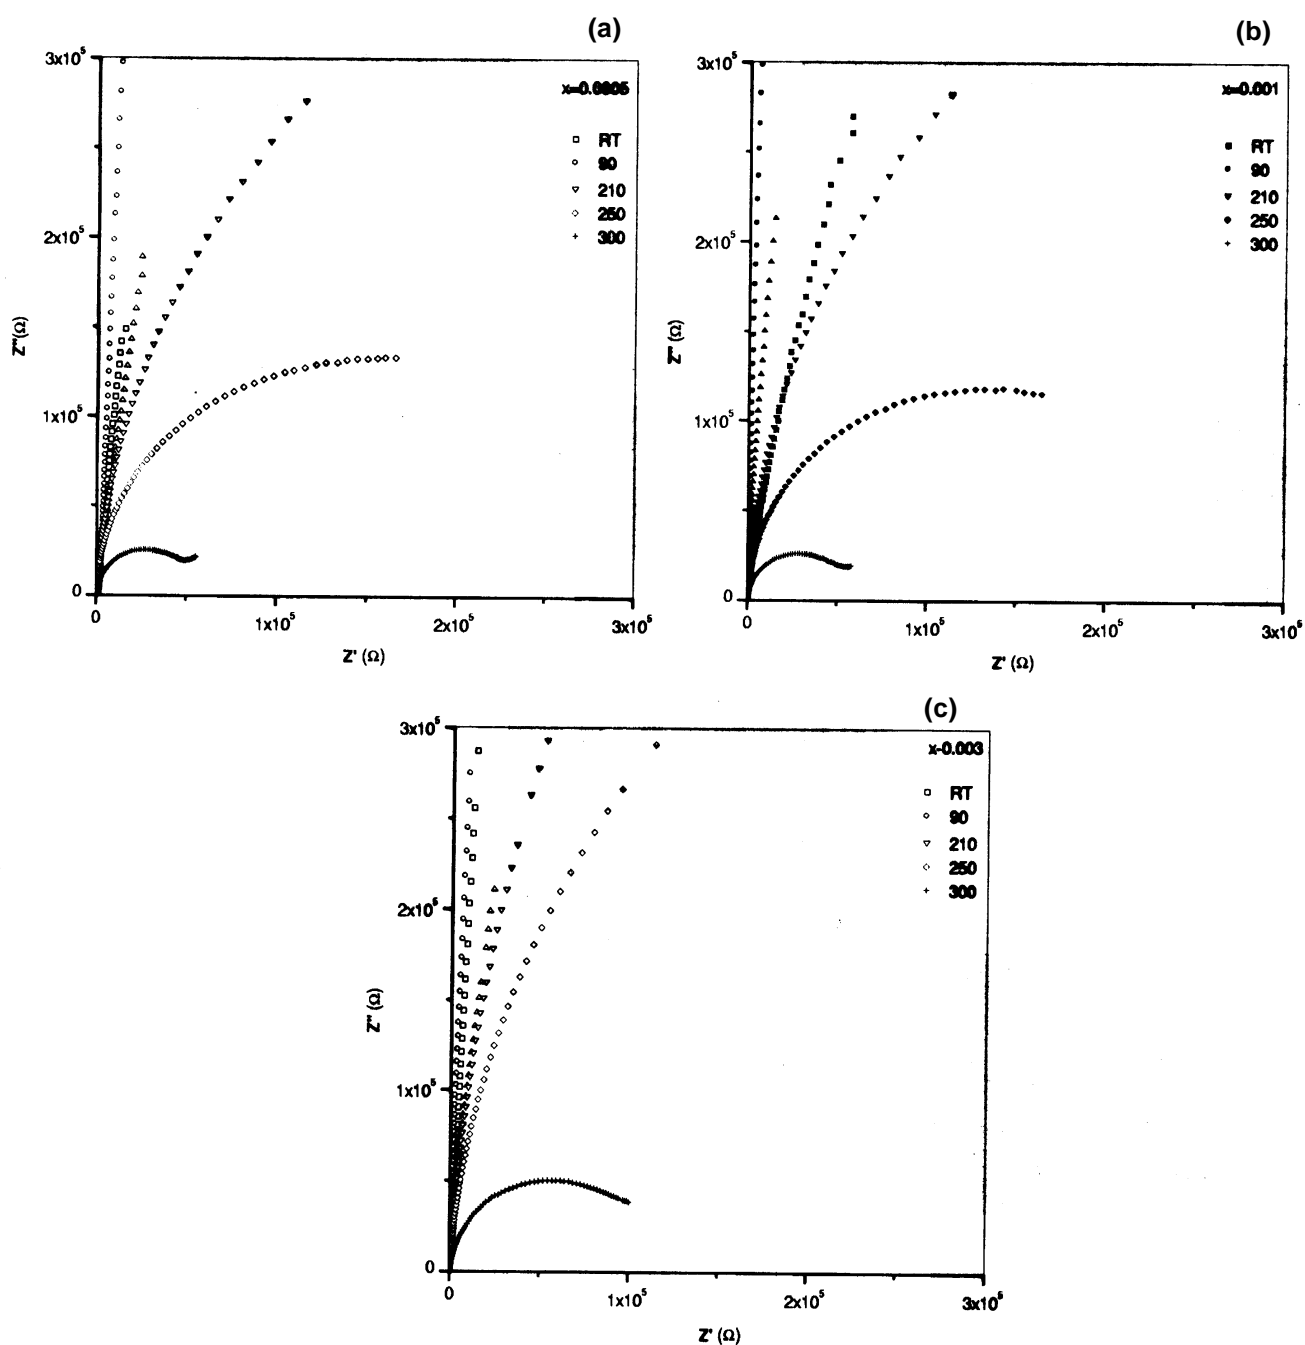 (a)
3x10⁵
x=0.0005
RT
90
210
250
300
2x10⁵
Z''(Ω)
1x10⁵
0
0
1x10⁵
2x10⁵
3x10⁵
Z' (Ω)
(b)
3x10⁵
x=0.001
RT
90
210
250
300
2x10⁵
Z'' (Ω)
1x10⁵
0
0
1x10⁵
2x10⁵
3x10⁵
Z' (Ω)
(c)
3x10⁵
x-0.003
RT
90
210
250
300
2x10⁵
Z'' (Ω)
1x10⁵
0
0
1x10⁵
2x10⁵
3x10⁵
Z' (Ω)